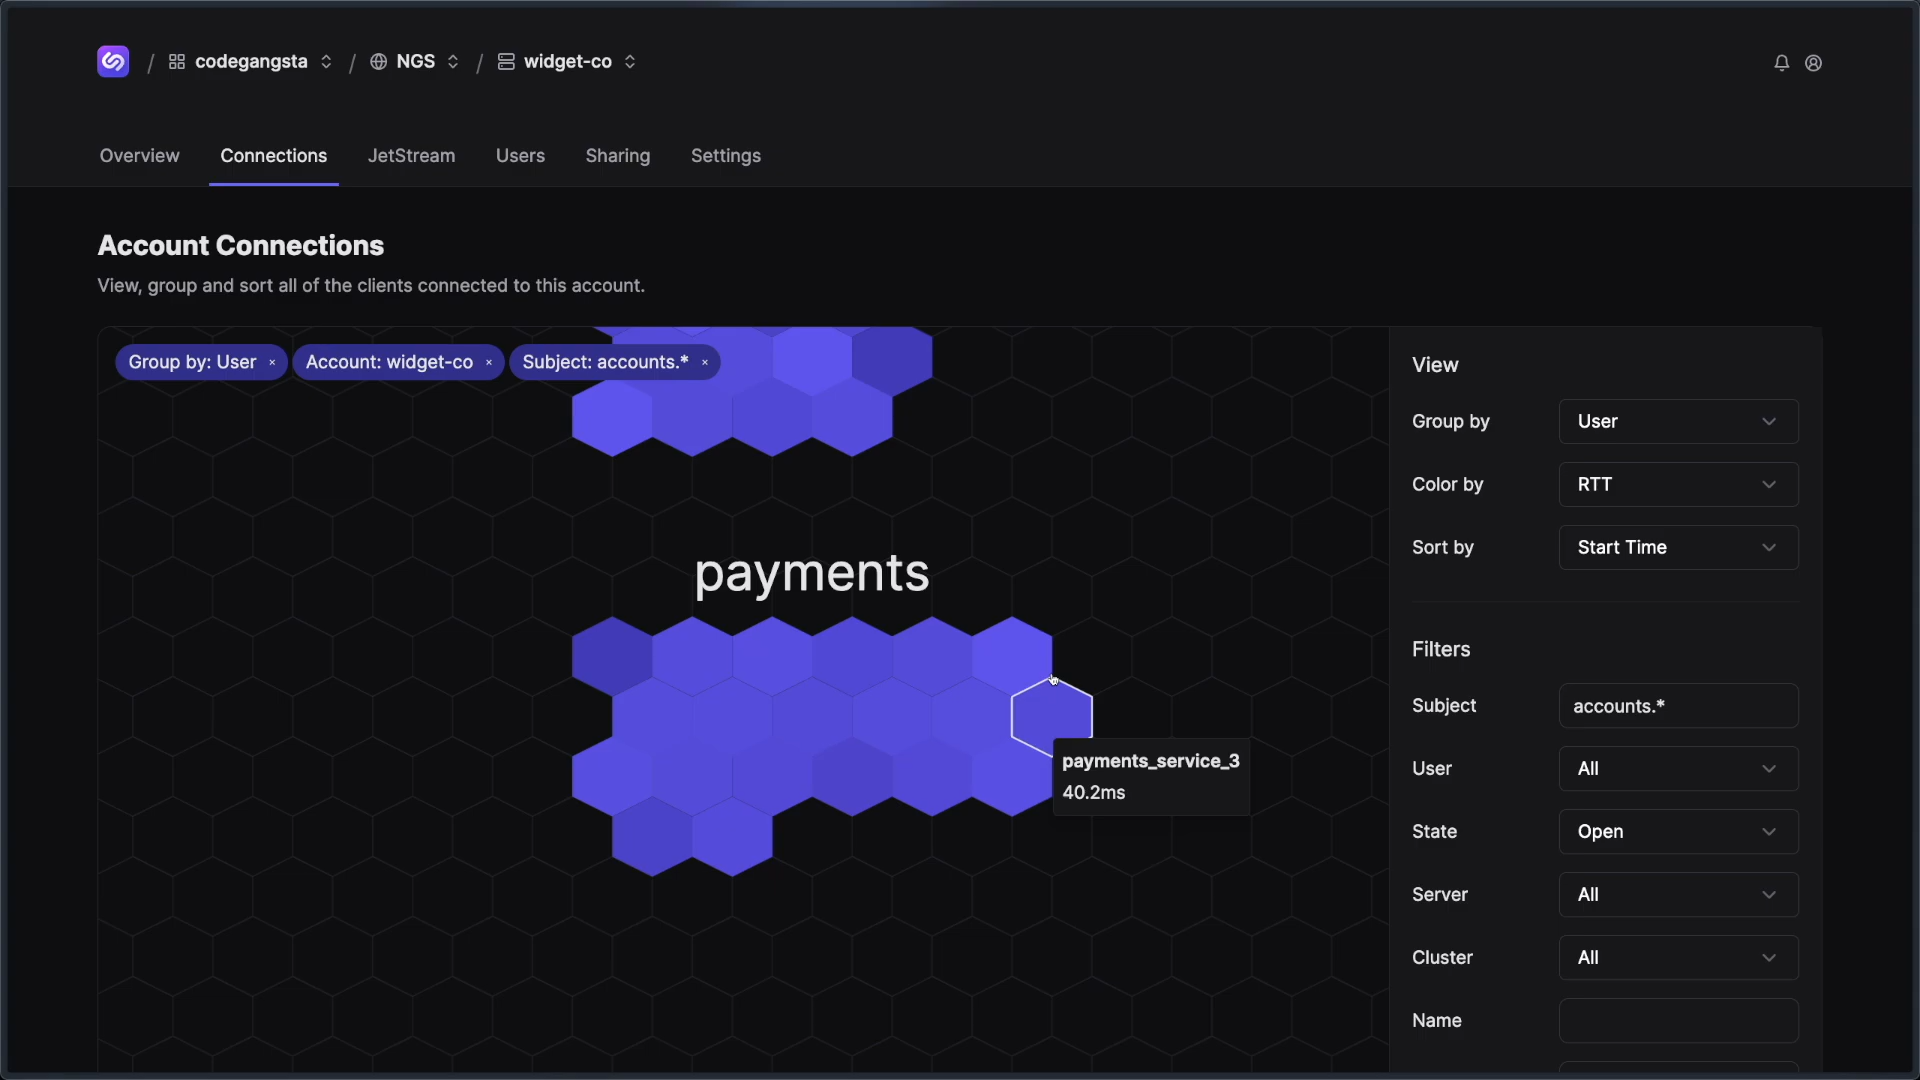 / codegangsta / NGS / widget-co
Overview Connections JetStream Users Sharing Settings
Account Connections
View, group and sort all of the clients connected to this account.
Group by: User × Account: widget-co × Subject: accounts.* ×
payments
payments_service_3
40.2ms
View
Group by User
Color by RTT
Sort by Start Time
Filters
Subject accounts.*
User All
State Open
Server All
Cluster All
Name